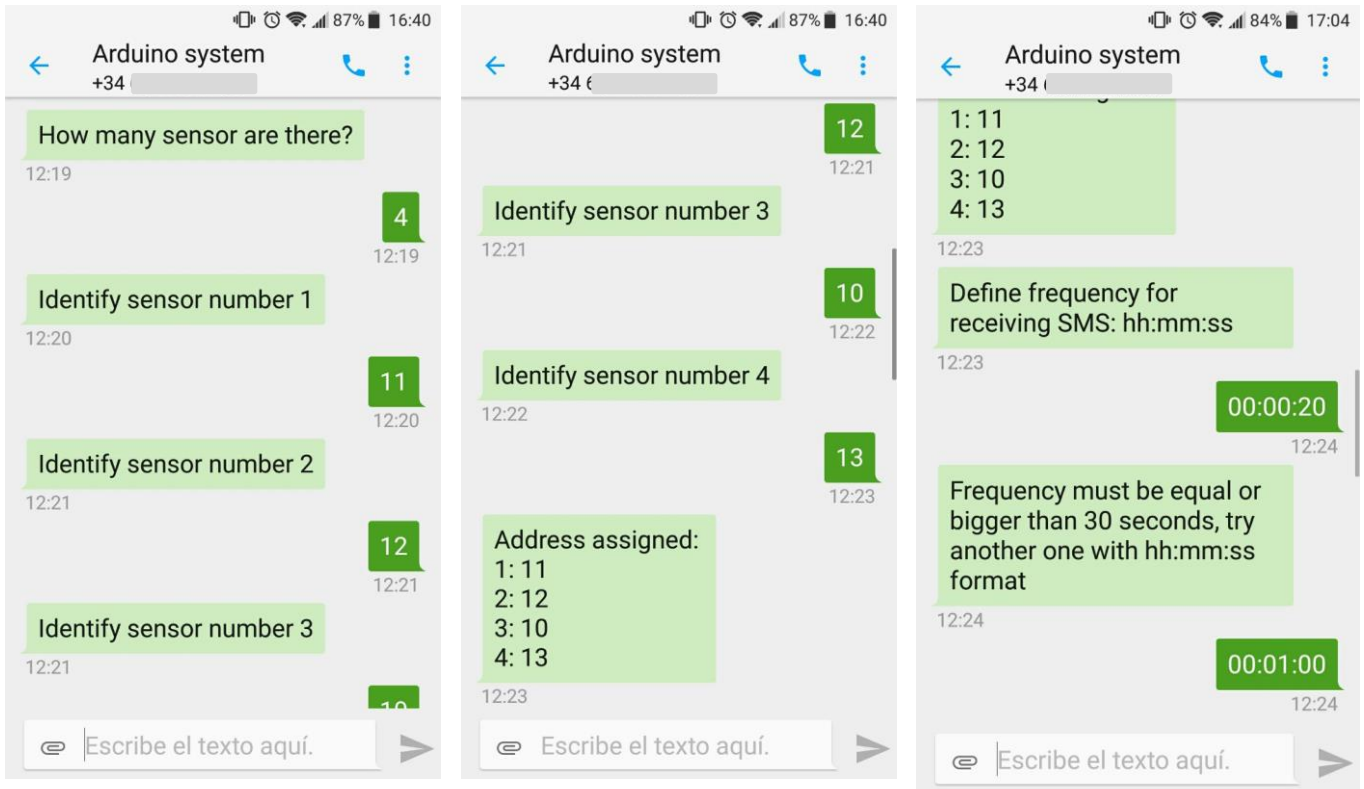 87% 16:40
Arduino system
+34
How many sensor are there?
12:19
4
12:19
Identify sensor number 1
12:20
11
12:20
Identify sensor number 2
12:21
12
12:21
Identify sensor number 3
12:21
10
Escribe el texto aquí.
87% 16:40
Arduino system
+34 6
12
12:21
Identify sensor number 3
12:21
10
12:22
Identify sensor number 4
12:22
13
12:23
Address assigned:
1: 11
2: 12
3: 10
4: 13
12:23
Escribe el texto aquí.
84% 17:04
Arduino system
+34
1: 11
2: 12
3: 10
4: 13
12:23
Define frequency for
receiving SMS: hh:mm:ss
12:23
00:00:20
12:24
Frequency must be equal or
bigger than 30 seconds, try
another one with hh:mm:ss
format
12:24
00:01:00
12:24
Escribe el texto aquí.